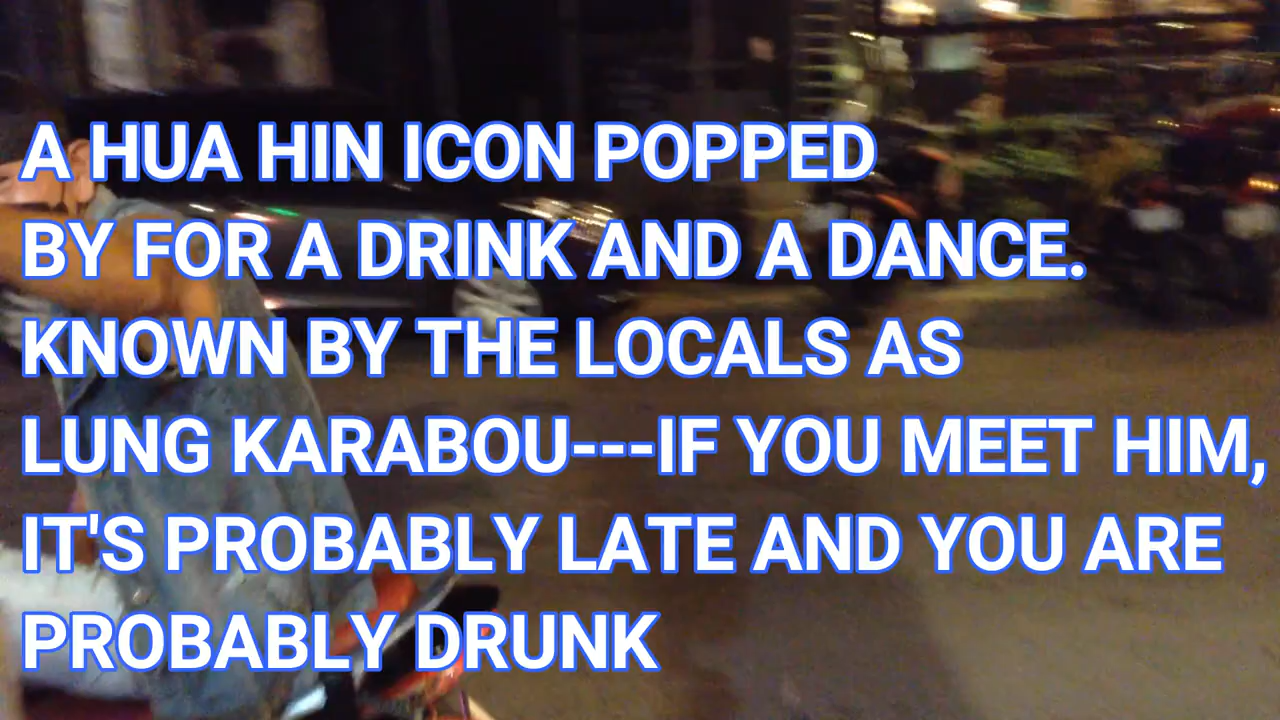 A HUA HIN ICON POPPED
BY FOR A DRINK AND A DANCE.
KNOWN BY THE LOCALS AS
LUNG KARABOU---IF YOU MEET HIM,
IT'S PROBABLY LATE AND YOU ARE
PROBABLY DRUNK